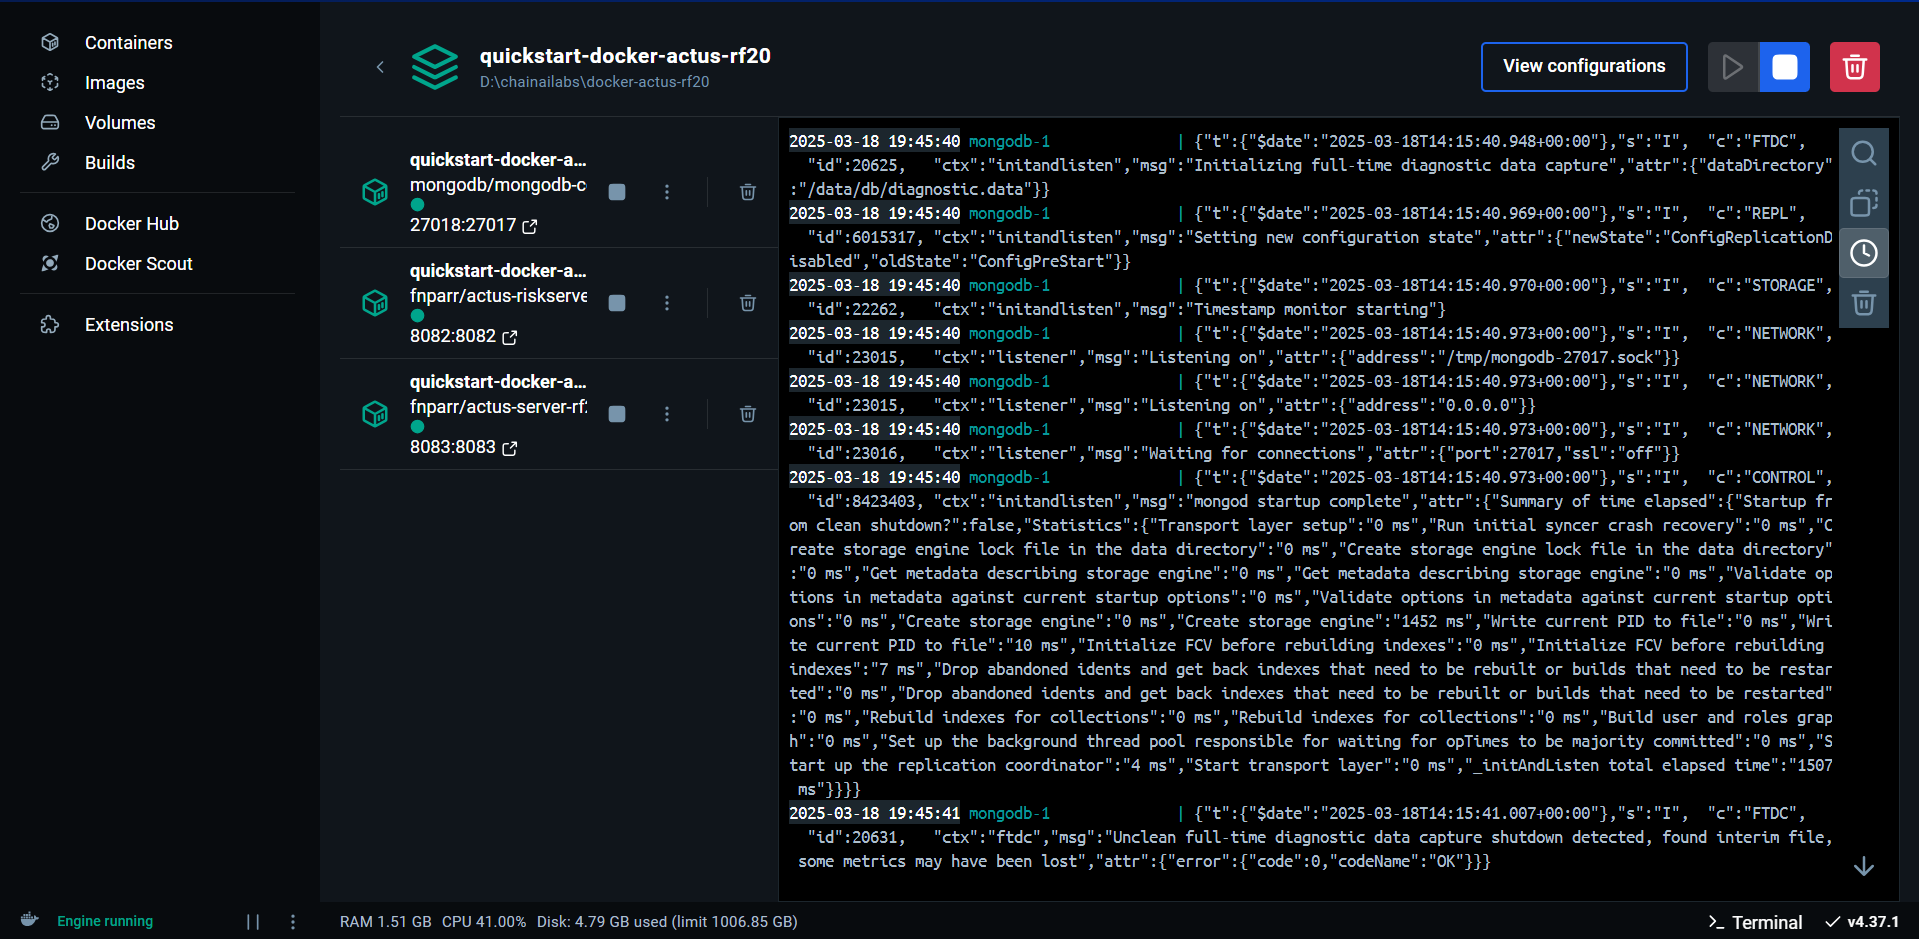 Containers
Images
Volumes
Builds
Docker Hub
Docker Scout
Extensions
quickstart-docker-actus-rf20
D:\chainailabs\docker-actus-rf20
View configurations
quickstart-docker-a...
mongodb/mongodb-c
27018:27017
quickstart-docker-a...
fnparr/actus-riskserve
8082:8082
quickstart-docker-a...
fnparr/actus-server-rf
8083:8083
2025-03-18 19:45:40 mongodb-1 | {"t":{"$date":"2025-03-18T14:15:40.948+00:00"},"s":"I", "c":"FTDC",
"id":20625, "ctx":"initandlisten","msg":"Initializing full-time diagnostic data capture","attr":{"dataDirectory"
:"/data/db/diagnostic.data"}}
2025-03-18 19:45:40 mongodb-1 | {"t":{"$date":"2025-03-18T14:15:40.969+00:00"},"s":"I", "c":"REPL",
"id":6015317, "ctx":"initandlisten","msg":"Setting new configuration state","attr":{"newState":"ConfigReplicationD
isabled","oldState":"ConfigPreStart"}}
2025-03-18 19:45:40 mongodb-1 | {"t":{"$date":"2025-03-18T14:15:40.970+00:00"},"s":"I", "c":"STORAGE",
"id":22262, "ctx":"initandlisten","msg":"Timestamp monitor starting"}
2025-03-18 19:45:40 mongodb-1 | {"t":{"$date":"2025-03-18T14:15:40.973+00:00"},"s":"I", "c":"NETWORK",
"id":23015, "ctx":"listener","msg":"Listening on","attr":{"address":"/tmp/mongodb-27017.sock"}}
2025-03-18 19:45:40 mongodb-1 | {"t":{"$date":"2025-03-18T14:15:40.973+00:00"},"s":"I", "c":"NETWORK",
"id":23015, "ctx":"listener","msg":"Listening on","attr":{"address":"0.0.0.0"}}
2025-03-18 19:45:40 mongodb-1 | {"t":{"$date":"2025-03-18T14:15:40.973+00:00"},"s":"I", "c":"NETWORK",
"id":23016, "ctx":"listener","msg":"Waiting for connections","attr":{"port":27017,"ssl":"off"}}
2025-03-18 19:45:40 mongodb-1 | {"t":{"$date":"2025-03-18T14:15:40.973+00:00"},"s":"I", "c":"CONTROL",
"id":8423403, "ctx":"initandlisten","msg":"mongod startup complete","attr":{"Summary of time elapsed":{"Startup fr
om clean shutdown?":false,"Statistics":{"Transport layer setup":"0 ms","Run initial syncer crash recovery":"0 ms","C
reate storage engine lock file in the data directory":"0 ms","Create storage engine lock file in the data directory"
:"0 ms","Get metadata describing storage engine":"0 ms","Get metadata describing storage engine":"0 ms","Validate op
tions in metadata against current startup options":"0 ms","Validate options in metadata against current startup opti
ons":"0 ms","Create storage engine":"0 ms","Create storage engine":"1452 ms","Write current PID to file":"0 ms","Wri
te current PID to file":"10 ms","Initialize FCV before rebuilding indexes":"0 ms","Initialize FCV before rebuilding
indexes":"7 ms","Drop abandoned idents and get back indexes that need to be rebuilt or builds that need to be restar
ted":"0 ms","Drop abandoned idents and get back indexes that need to be rebuilt or builds that need to be restarted"
:"0 ms","Rebuild indexes for collections":"0 ms","Rebuild indexes for collections":"0 ms","Build user and roles grap
h":"0 ms","Set up the background thread pool responsible for waiting for opTimes to be majority committed":"0 ms","S
tart up the replication coordinator":"4 ms","Start transport layer":"0 ms","_initAndListen total elapsed time":"1507
ms"}}}}
2025-03-18 19:45:41 mongodb-1 | {"t":{"$date":"2025-03-18T14:15:41.007+00:00"},"s":"I", "c":"FTDC",
"id":20631, "ctx":"ftdc","msg":"Unclean full-time diagnostic data capture shutdown detected, found interim file,
some metrics may have been lost","attr":{"error":{"code":0,"codeName":"OK"}}}
Engine running
RAM 1.51 GB CPU 41.00% Disk: 4.79 GB used (limit 1006.85 GB)
Terminal
v4.37.1